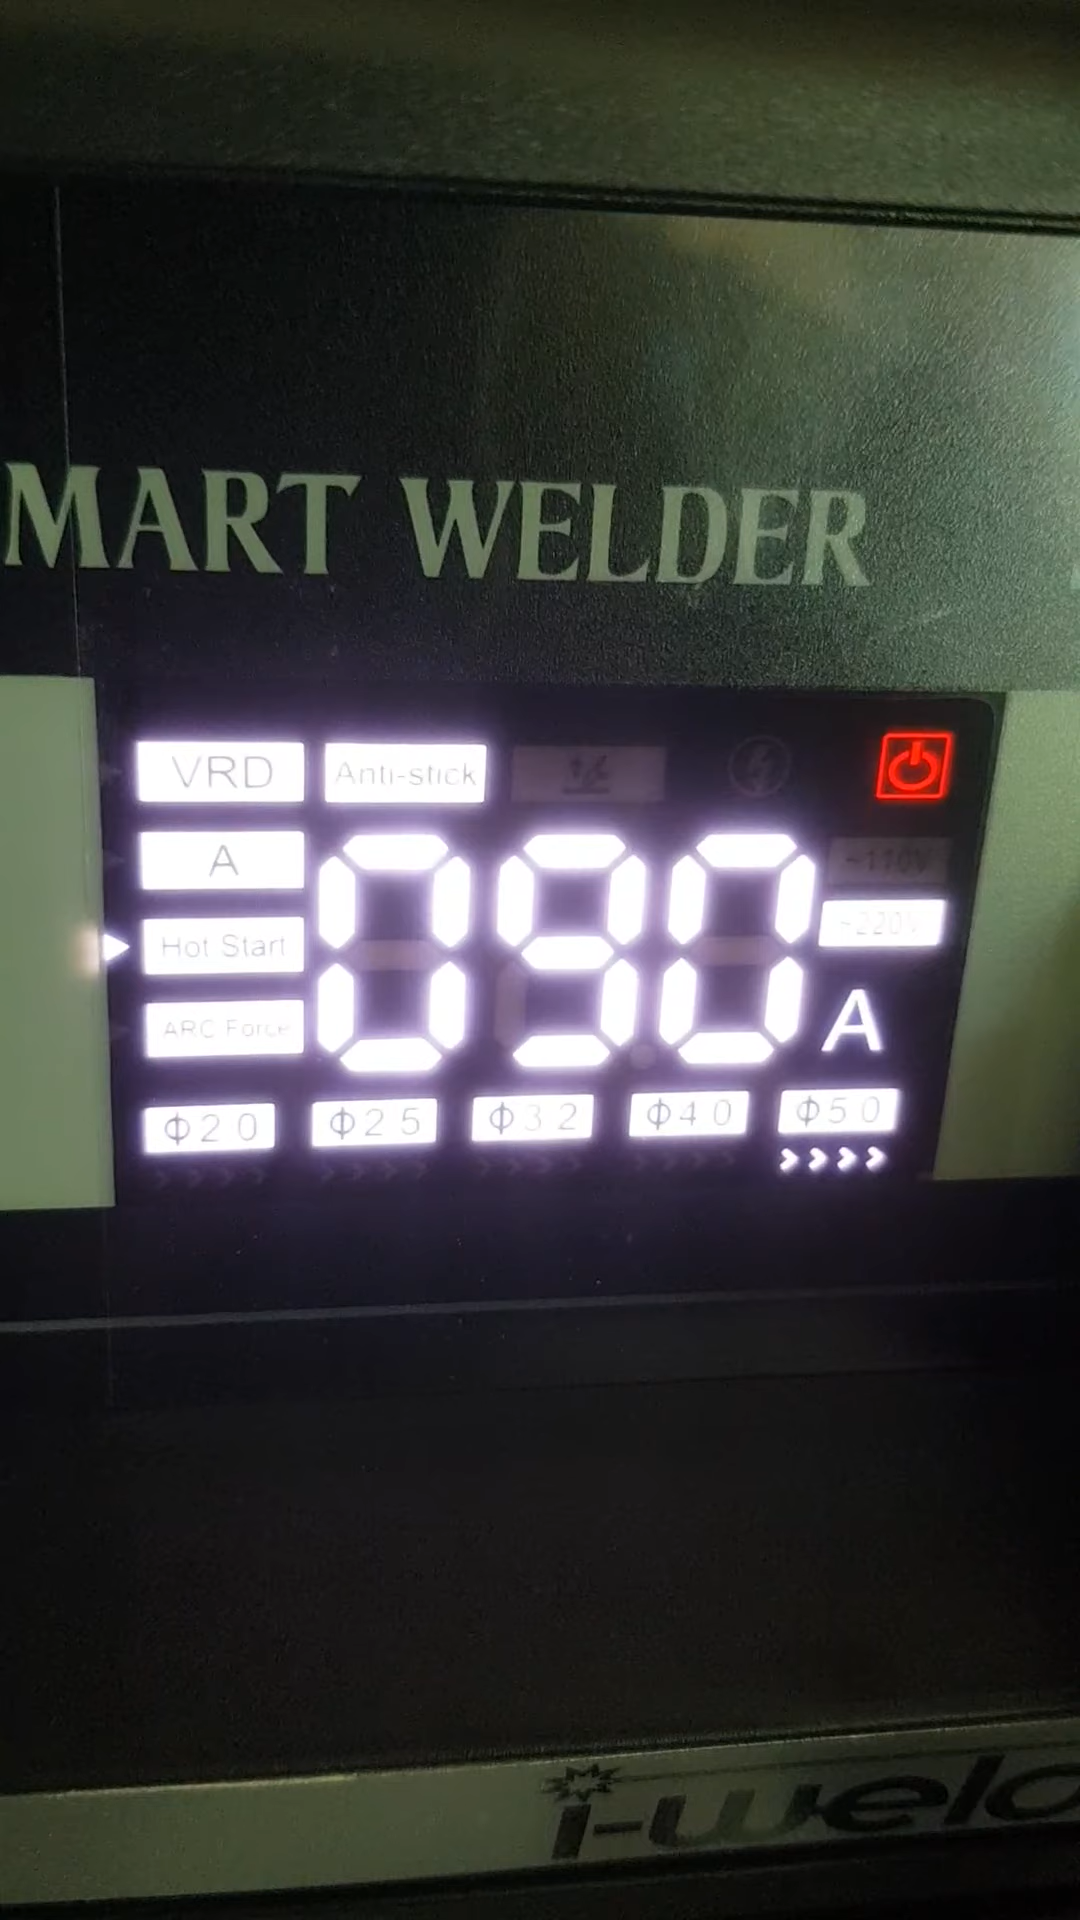 MART WELDER
VRD Anti-stick
A
~110V
Hot Start
~220V
ARC Force
090 A
Φ2.0 Φ2.5 Φ3.2 Φ4.0 Φ5.0
>>>>
i-weld